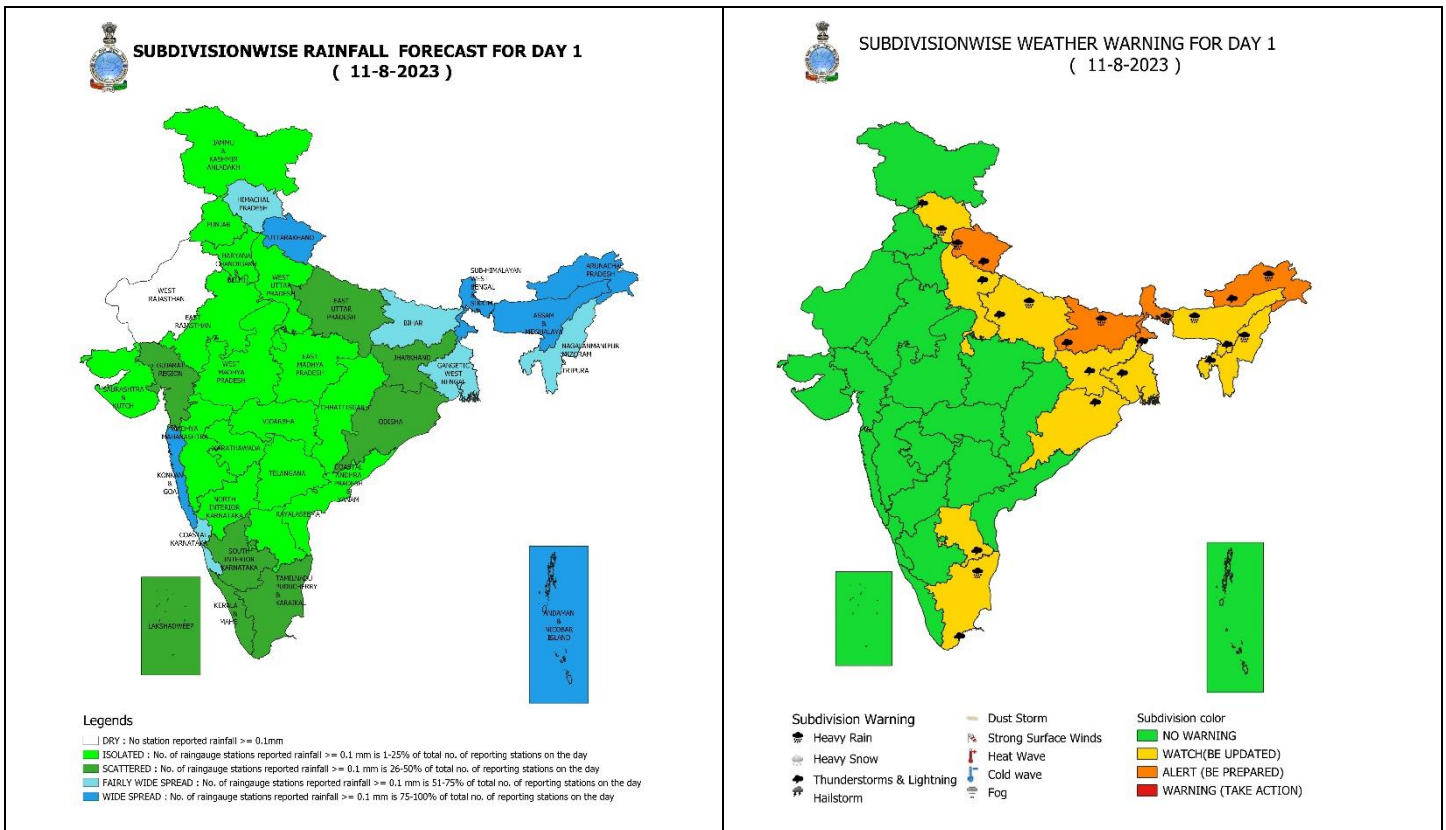 SUBDIVISIONWISE RAINFALL FORECAST FOR DAY 1
( 11-8-2023 )
JAMMU
&
KASHMIR
ANLADAKH
HIMACHAL
PRADESH
PUNJAB
UTTARAKHAND
HARYANA
CHANDIGARH
&
DELHI
WEST
UTTAR
PRADESH
WEST
RAJASTHAN
EAST
RAJASTHAN
EAST
UTTAR
PRADESH
BIHAR
SUB-HIMALAYAN
WEST
BENGAL
&
ARUNACHAL
PRADESH
ASSAM
&
MEGHALAYA
NAGALANMANIPUR
MIZORAM
&
TRIPURA
JHARKHAND
GANGETIC
WEST
BENGAL
GUJARAT
REGION
SAURASHTRA
&
KUTCH
WEST
MADHYA
PRADESH
EAST
MADHYA
PRADESH
CHHATTISGARH
ODISHA
VIDARBHA
MADHYA
MAHARASHTRA
MARATHAWADA
KONKAN
&
GOA
TELANGANA
COASTAL
ANDHRA
PRADESH
&
YANAM
NORTH
INTERIOR
KARNATAKA
RAYALASEEMA
COASTAL
KARNATAKA
SOUTH
INTERIOR
KARNATAKA
TAMILNADU
PUDUCHERRY
&
KARAIKAL
KERALA
&
MAHE
LAKSHADWEEP
ANDAMAN
&
NICOBAR
ISLAND
Legends
DRY : No station reported rainfall >= 0.1mm
ISOLATED : No. of raingauge stations reported rainfall >= 0.1 mm is 1-25% of total no. of reporting stations on the day
SCATTERED : No. of raingauge stations reported rainfall >= 0.1 mm is 26-50% of total no. of reporting stations on the day
FAIRLY WIDE SPREAD : No. of raingauge stations reported rainfall >= 0.1 mm is 51-75% of total no. of reporting stations on the day
WIDE SPREAD : No. of raingauge stations reported rainfall >= 0.1 mm is 75-100% of total no. of reporting stations on the day
SUBDIVISIONWISE WEATHER WARNING FOR DAY 1
( 11-8-2023 )
Subdivision Warning
Heavy Rain
Heavy Snow
Thunderstorms & Lightning
Hailstorm
Dust Storm
Strong Surface Winds
Heat Wave
Cold wave
Fog
Subdivision color
NO WARNING
WATCH(BE UPDATED)
ALERT (BE PREPARED)
WARNING (TAKE ACTION)